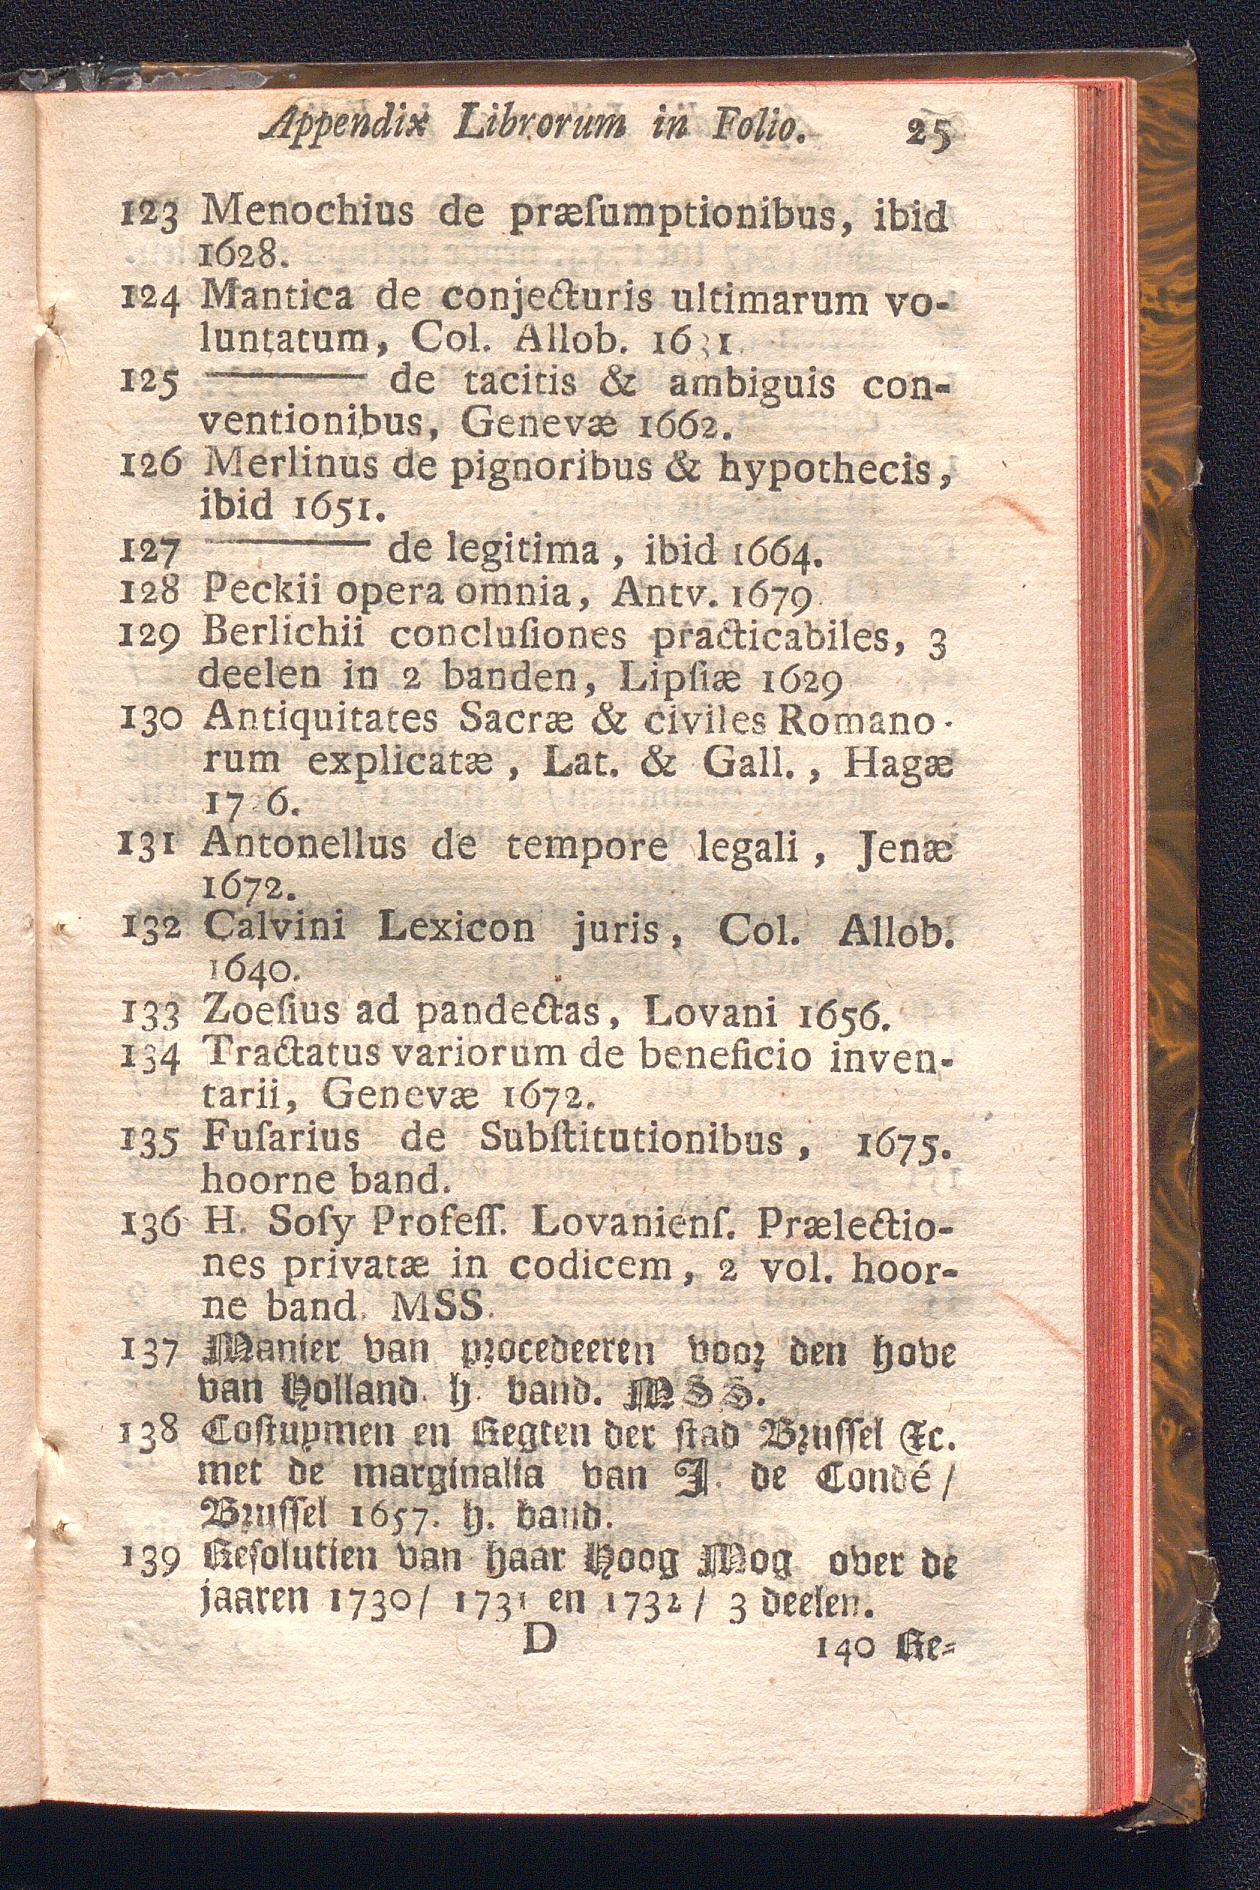 Appendix Librorum in Folio. 25
123 Menochius de præſumptionibus, ibid
1628.
124 Mantica de conjecturis ultimarum vo-
luntatum, Col. Allob. 1631.
125 ——— de tacitis & ambiguis con-
ventionibus, Genevæ 1662.
126 Merlinus de pignoribus & hypothecis,
ibid 1651.
127 ——— de legitima, ibid 1664.
128 Peckii opera omnia, Antv. 1679.
129 Berlichii concluſiones practicabiles, 3
deelen in 2 banden, Lipſiæ 1629
130 Antiquitates Sacræ & civiles Romano-
rum explicatæ, Lat. & Gall., Hagæ
131 Antonellus de tempore legali, Jenæ
1672.
132 Calvini Lexicon juris, Col. Allob.
1640.
133 Zoeſius ad pandectas, Lovani 1656.
134 Tractatus variorum de beneficio inven-
tarii, Genevæ 1672.
135 Fuſarius de Subſtitutionibus, 1675.
hoorne band.
136 H. Soſy Profeſſ. Lovanienſ. Prælectio-
nes privatæ in codicem, 2 vol. hoor-
ne band. MSS.
137 Manier van procedeeren voor den hove
van Holland. h. band. MSS.
138 Coſtuymen en Regten der ſtad Bruſſel &c.
met de marginalia van J. de Condé/
Bruſſel 1657. h. band.
139 Reſolutien van haar Hoog Mog over de
jaaren 1730/ 1731 en 1732/ 3 deelen.
D 140 Re-